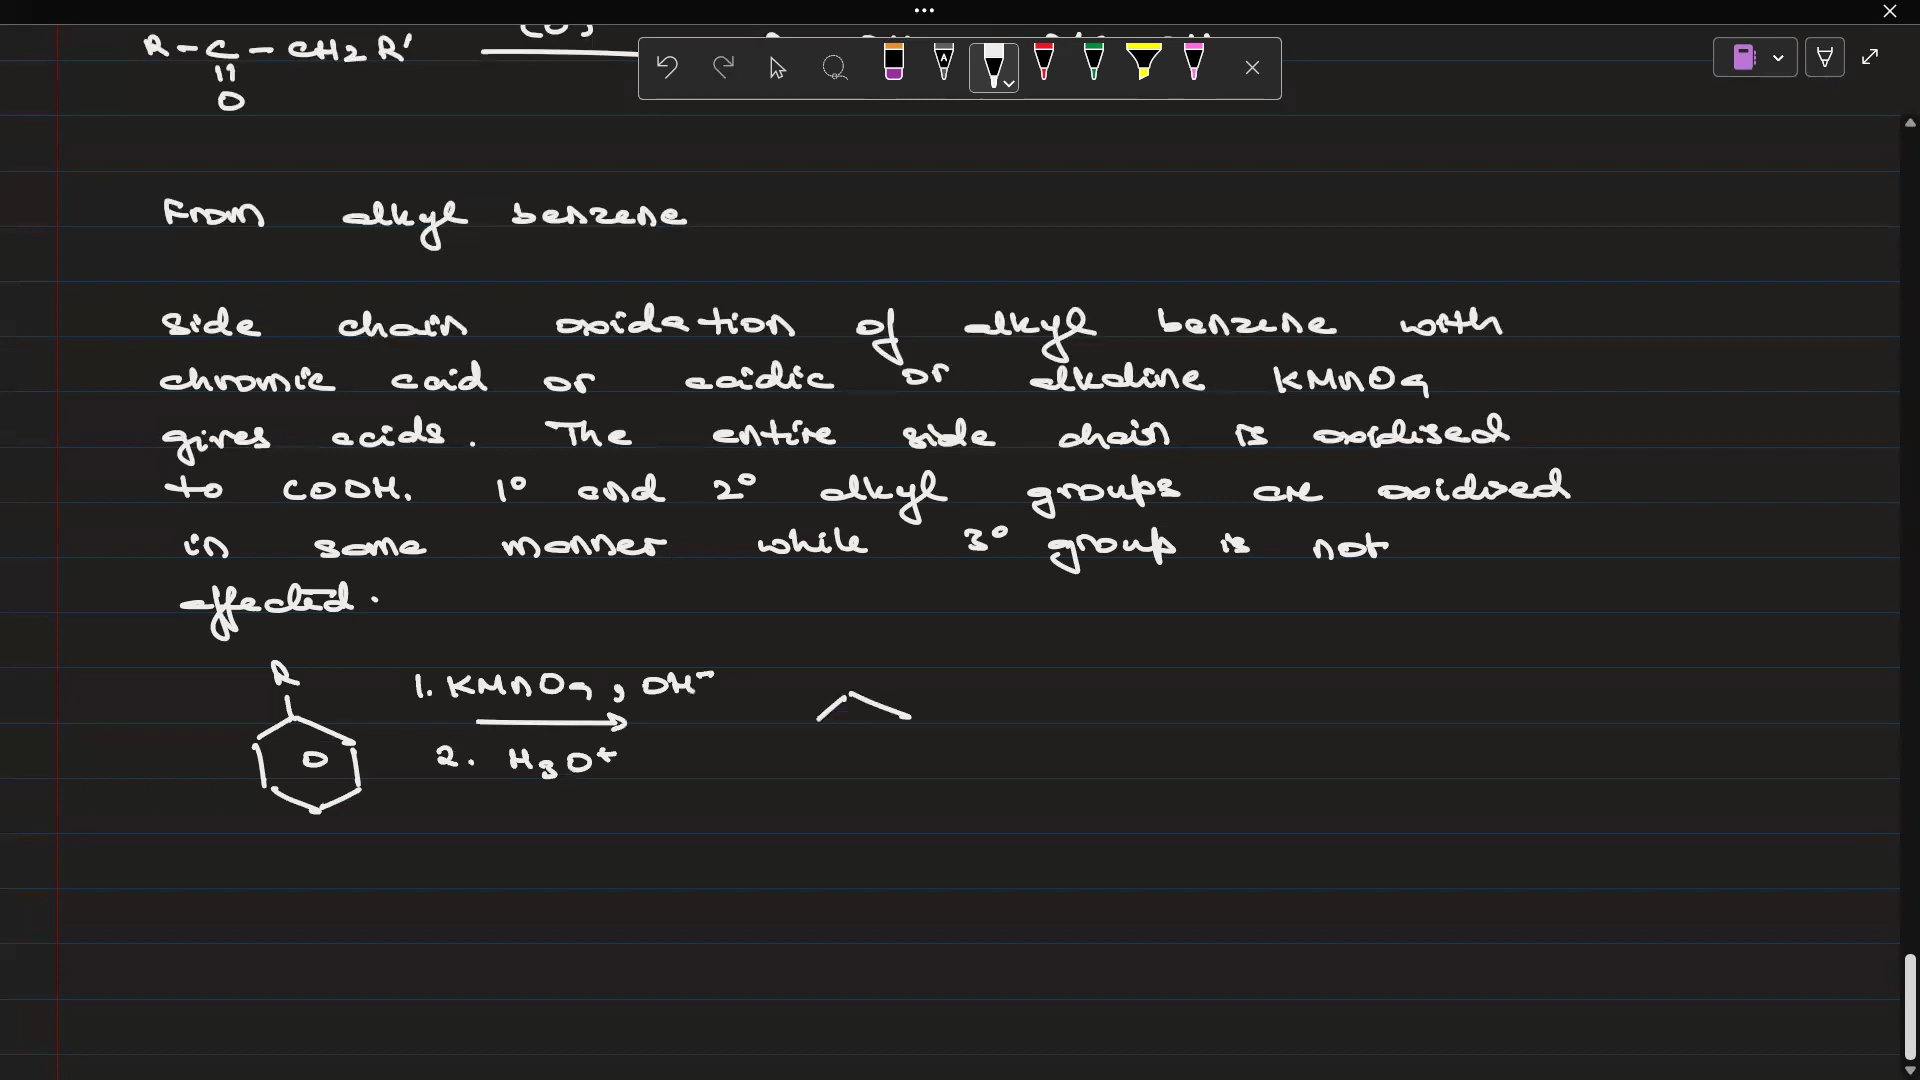 R - C - CH2 R'
||
O
From alkyl benzene
side chain oxidation of alkyl benzene with
chromic acid or acidic or alkaline KMnO4
gives acids. The entire side chain is oxidised
to COOH. 1° and 2° alkyl groups are oxidised
in same manner while 3° group is not
effected.
R
1. KMnO4, OH-
2. H3O+